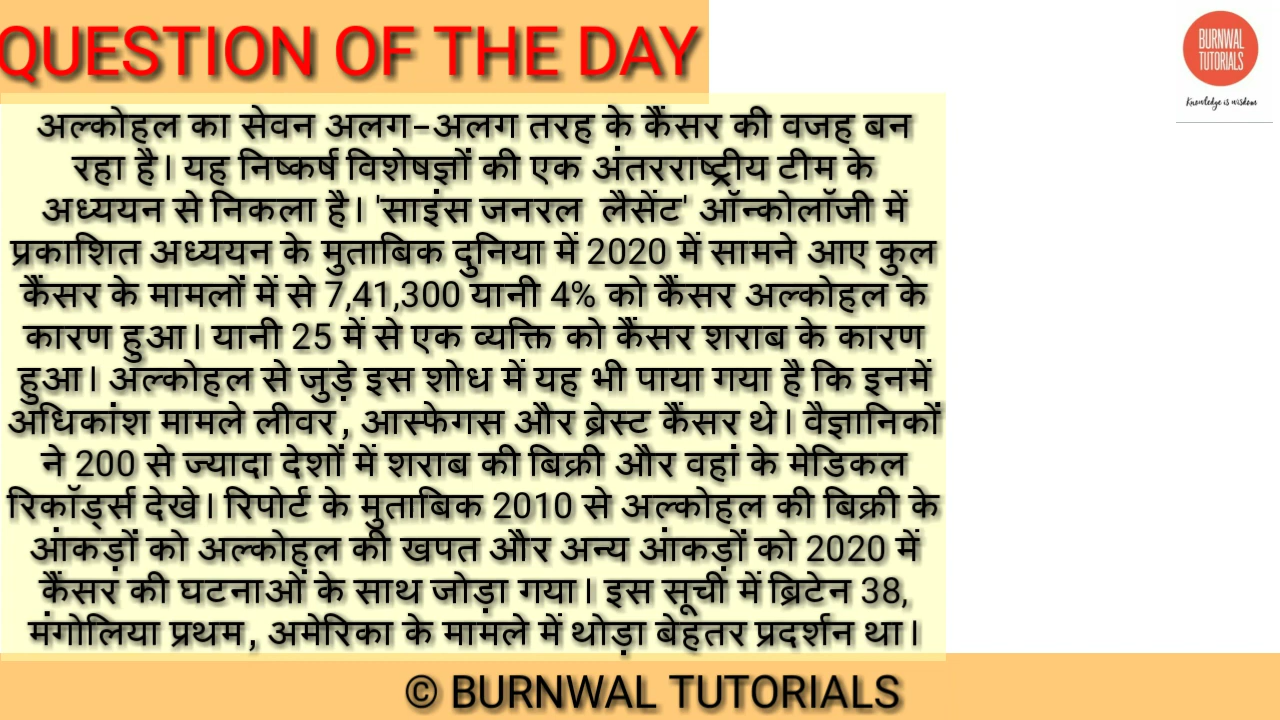 QUESTION OF THE DAY
BURNWAL
TUTORIALS
Knowledge is wisdom
अल्कोहल का सेवन अलग-अलग तरह के कैंसर की वजह बन
रहा है। यह निष्कर्ष विशेषज्ञों की एक अंतरराष्ट्रीय टीम के
अध्ययन से निकला है। 'साइंस जनरल लैसेंट' ऑन्कोलॉजी में
प्रकाशित अध्ययन के मुताबिक दुनिया में 2020 में सामने आए कुल
कैंसर के मामलों में से 7,41,300 यानी 4% को कैंसर अल्कोहल के
कारण हुआ। यानी 25 में से एक व्यक्ति को कैंसर शराब के कारण
हुआ। अल्कोहल से जुड़े इस शोध में यह भी पाया गया है कि इनमें
अधिकांश मामले लीवर, आस्फेगस और ब्रेस्ट कैंसर थे। वैज्ञानिकों
ने 200 से ज्यादा देशों में शराब की बिक्री और वहां के मेडिकल
रिकॉर्ड्स देखे। रिपोर्ट के मुताबिक 2010 से अल्कोहल की बिक्री के
आंकड़ों को अल्कोहल की खपत और अन्य आंकड़ों को 2020 में
कैंसर की घटनाओं के साथ जोड़ा गया। इस सूची में ब्रिटेन 38,
मंगोलिया प्रथम, अमेरिका के मामले में थोड़ा बेहतर प्रदर्शन था।
© BURNWAL TUTORIALS